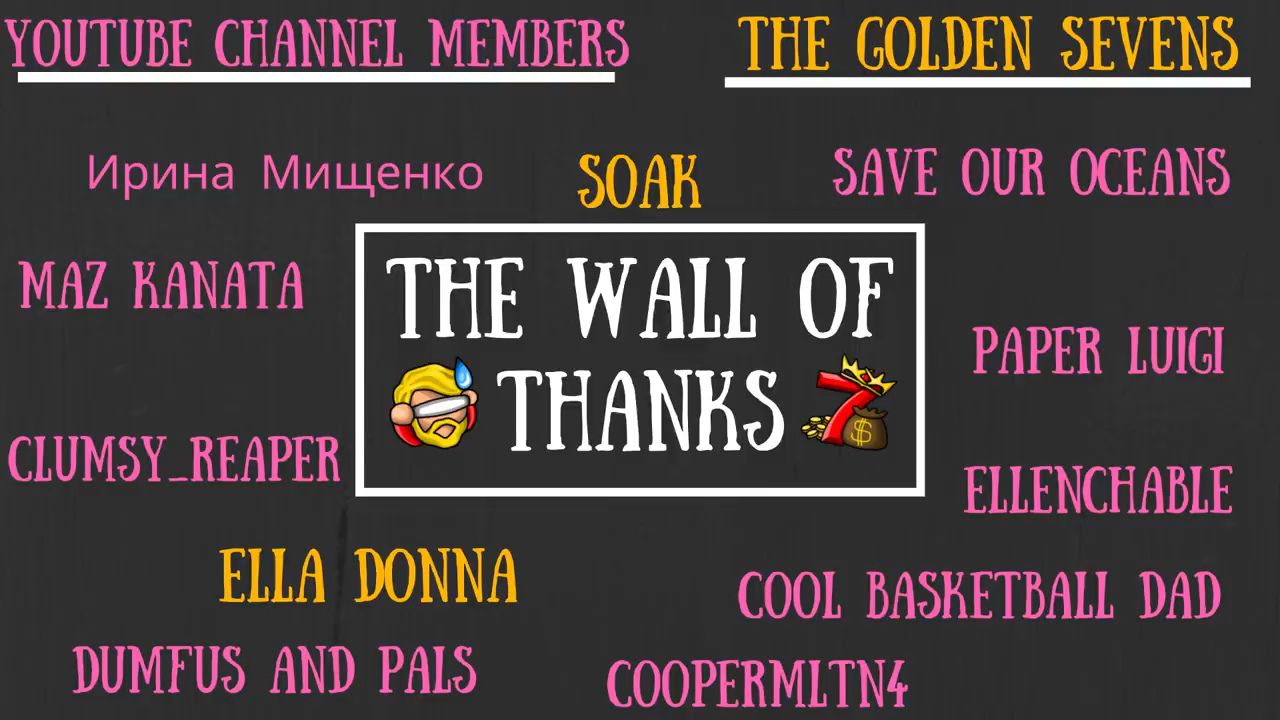 YOUTUBE CHANNEL MEMBERS
THE GOLDEN SEVENS
Ирина Мищенко
SOAK
SAVE OUR OCEANS
MAZ KANATA
THE WALL OF
THANKS 7
$
PAPER LUIGI
CLUMSY_REAPER
ELLENCHABLE
ELLA DONNA
COOL BASKETBALL DAD
DUMFUS AND PALS
COOPERMLTN4